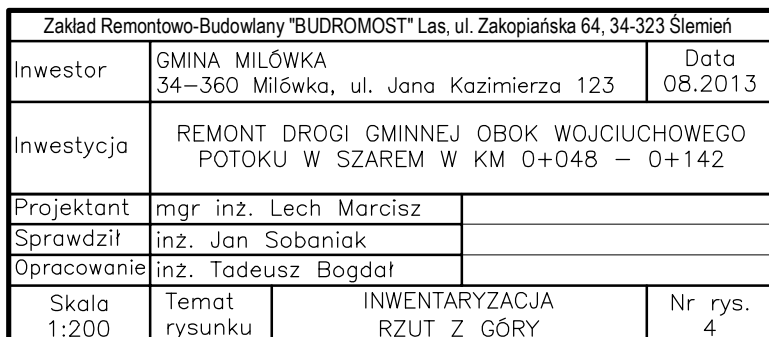 Zakład Remontowo-Budowlany "BUDROMOST" Las, ul. Zakopiańska 64, 34-323 Ślemień
Inwestor
GMINA MILÓWKA
34-360 Milówka, ul. Jana Kazimierza 123
Data
08.2013
Inwestycja
REMONT DROGI GMINNEJ OBOK WOJCIUCHOWEGO
POTOKU W SZAREM W KM 0+048 - 0+142
Projektant mgr inż. Lech Marcisz
Sprawdził inż. Jan Sobaniak
Opracowanie inż. Tadeusz Bogdał
Skala
1:200
Temat
rysunku
INWENTARYZACJA
RZUT Z GÓRY
Nr rys.
4